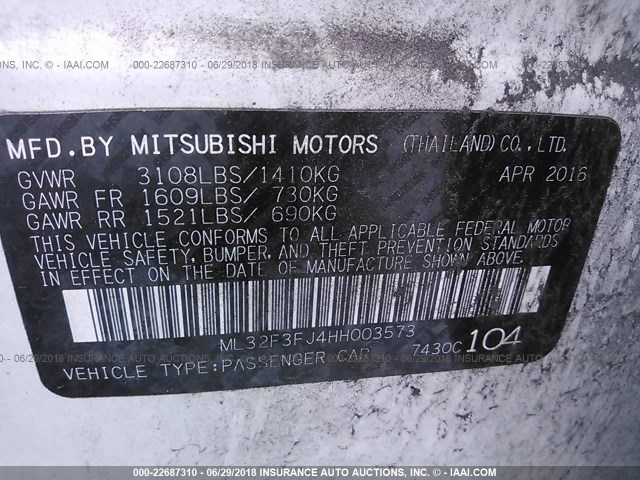 INSURANCE AUTO AUCTIONS, INC. - IAAI.COM 000-22687310 - 06/29/2018 INSURANCE AUTO AUCTIONS, INC. - IAAI.COM
MFD.BY MITSUBISHI MOTORS (THAILAND)CO.,LTD.
GVWR 3108LBS/1410KG APR 2016
GAWR FR 1609LBS/ 730KG
GAWR RR 1521LBS/ 690KG
THIS VEHICLE CONFORMS TO ALL APPLICABLE FEDERAL MOTOR
VEHICLE SAFETY, BUMPER, AND THEFT PREVENTION STANDARDS
IN EFFECT ON THE DATE OF MANUFACTURE SHOWN ABOVE.
ML32F3FJ4HH003573
VEHICLE TYPE:PASSENGER CAR 7430C 104
000-22687310 - 06/29/2018 INSURANCE AUTO AUCTIONS, INC. - IAAI.COM